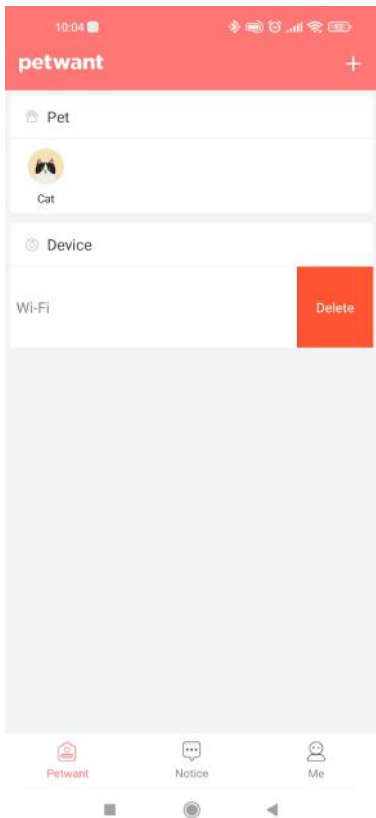 10:04
petwant
+
Pet
Cat
Device
Wi-Fi
Delete
Petwant
Notice
Me